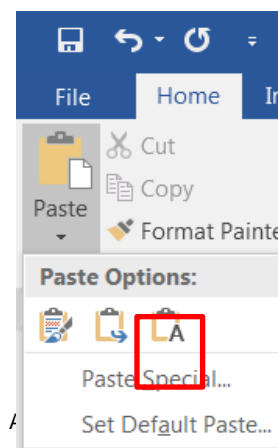 File Home
Cut
Copy
Paste
Format Painte
Paste Options:
A
Paste Special...
A
Set Default Paste...